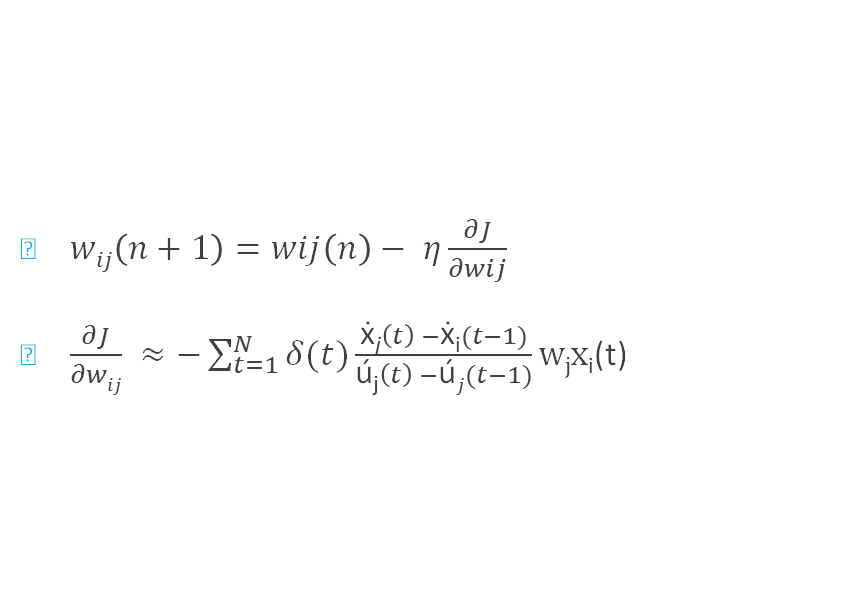 w_{ij}(n + 1) = wij(n) − η ∂J/∂wij
∂J/∂w_{ij} ≈ − ∑_{t=1}^{N} δ(t) (ẋ_j(t) − ẋ_i(t−1))/(ú_j(t) − ú_j(t−1)) w_j x_i(t)